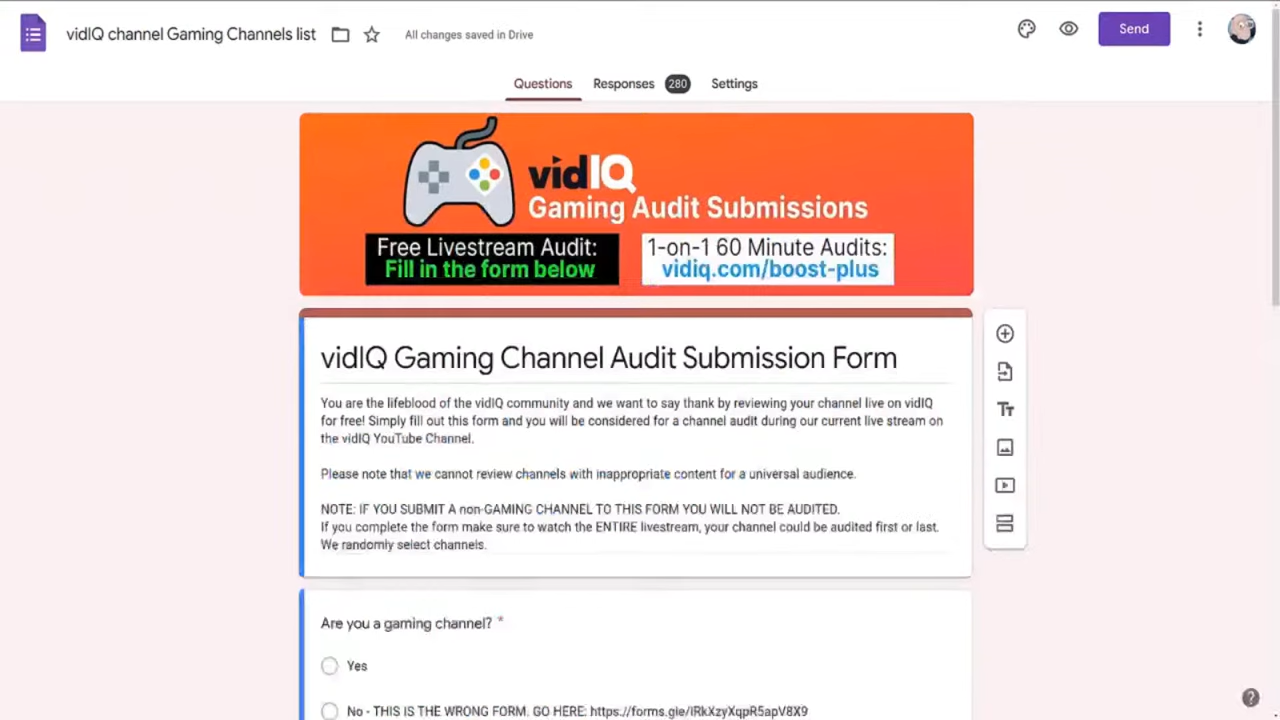 vidIQ channel Gaming Channels list
All changes saved in Drive
Send
Questions
Responses 280
Settings
vidIQ
Gaming Audit Submissions
Free Livestream Audit:
Fill in the form below
1-on-1 60 Minute Audits:
vidiq.com/boost-plus
vidIQ Gaming Channel Audit Submission Form
You are the lifeblood of the vidIQ community and we want to say thank by reviewing your channel live on vidIQ
for free! Simply fill out this form and you will be considered for a channel audit during our current live stream on
the vidIQ YouTube Channel.
Please note that we cannot review channels with inappropriate content for a universal audience.
NOTE: IF YOU SUBMIT A non-GAMING CHANNEL TO THIS FORM YOU WILL NOT BE AUDITED.
If you complete the form make sure to watch the ENTIRE livestream, your channel could be audited first or last.
We randomly select channels.
Tт
Are you a gaming channel? *
Yes
No - THIS IS THE WRONG FORM. GO HERE: https://forms.gle/iRkXzyXqpR5apV8X9
?